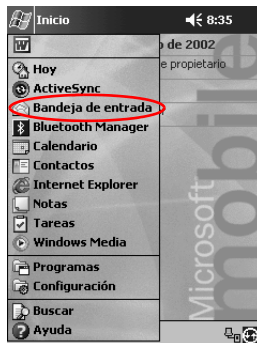 Inicio 8:35
de 2002
e propietario
Hoy
ActiveSync
Bandeja de entrada
Bluetooth Manager
Calendario
Contactos
Internet Explorer
Notas
Tareas
Windows Media
Programas
Configuración
Buscar
Ayuda
Microsoft
mobile